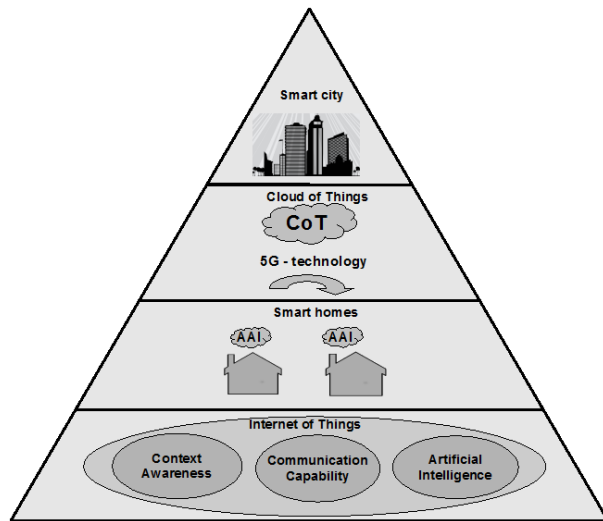 Smart city
Cloud of Things
CoT
5G - technology
Smart homes
AAI
AAI
Internet of Things
Context
Awareness
Communication
Capability
Artificial
Intelligence